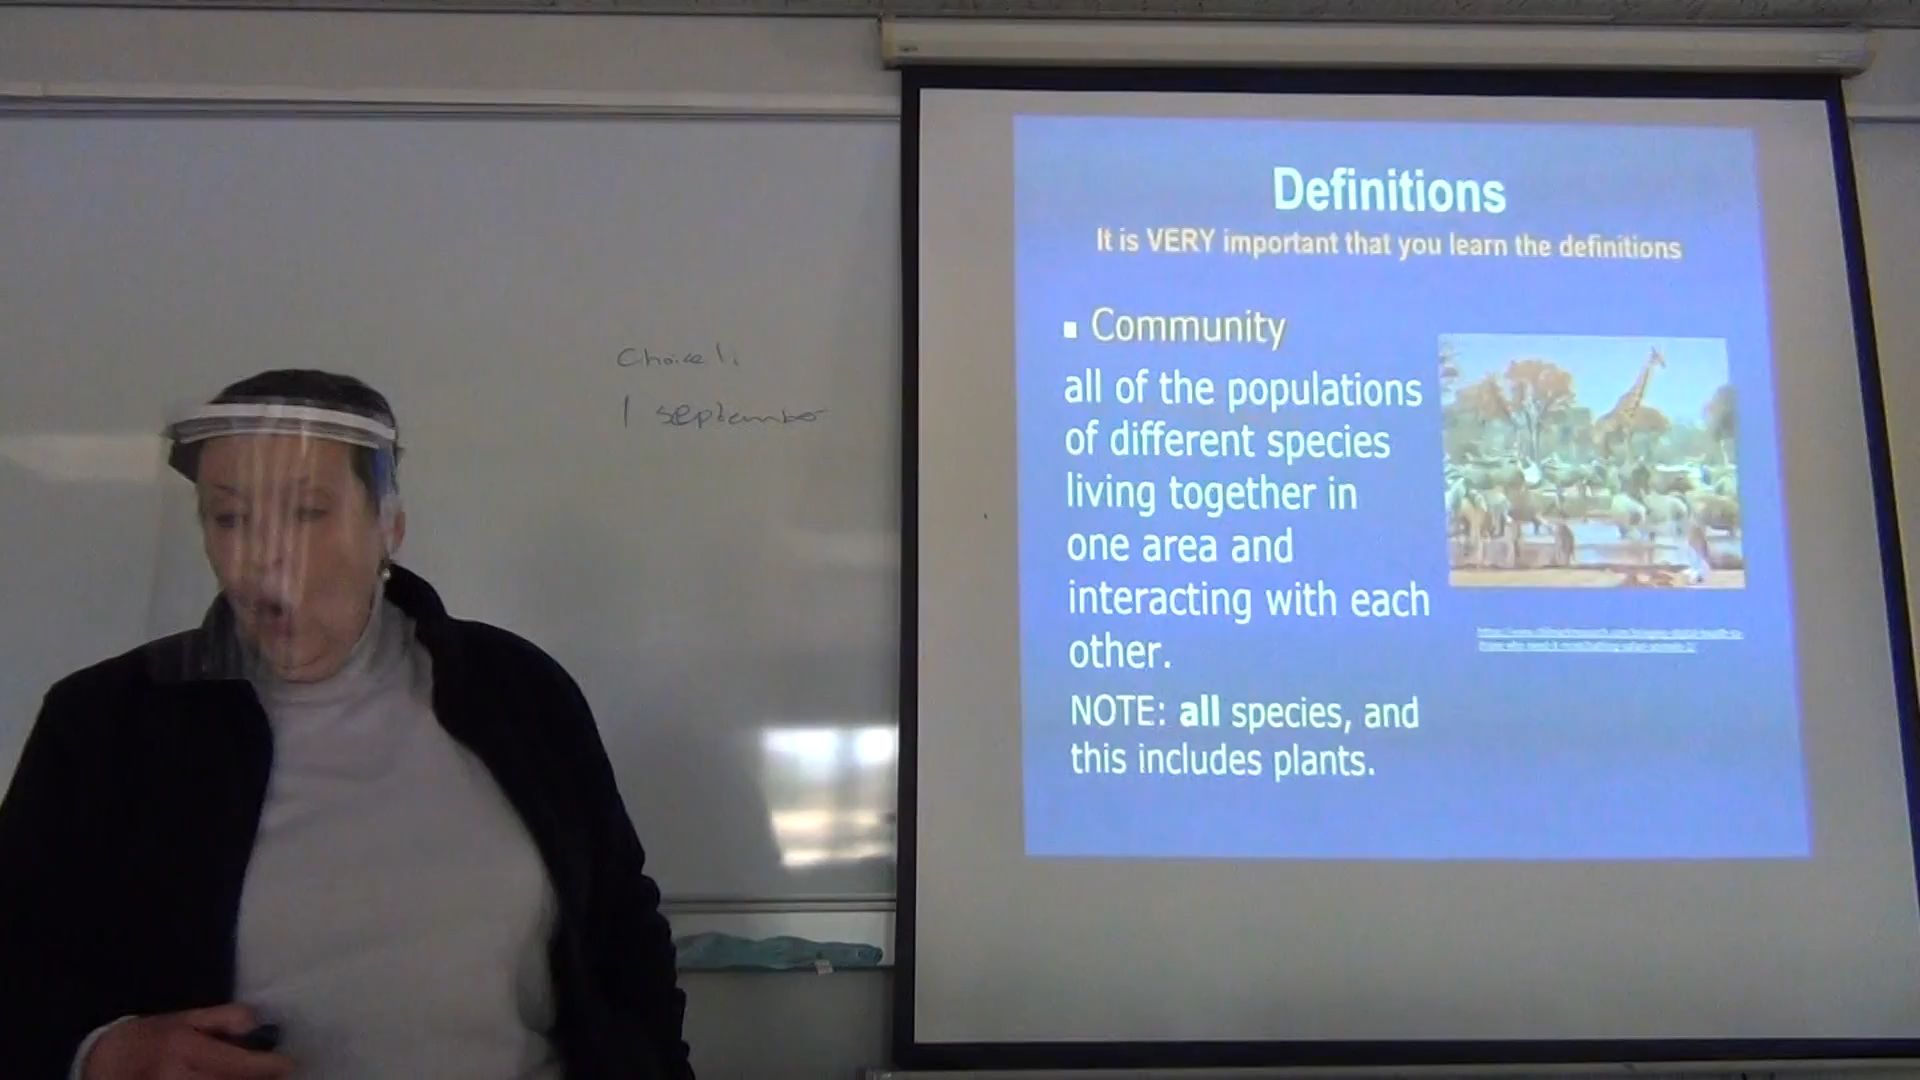 Choice 1.
1 september
Definitions
It is VERY important that you learn the definitions
Community
all of the populations
of different species
living together in
one area and
interacting with each
other.
NOTE: all species, and
this includes plants.